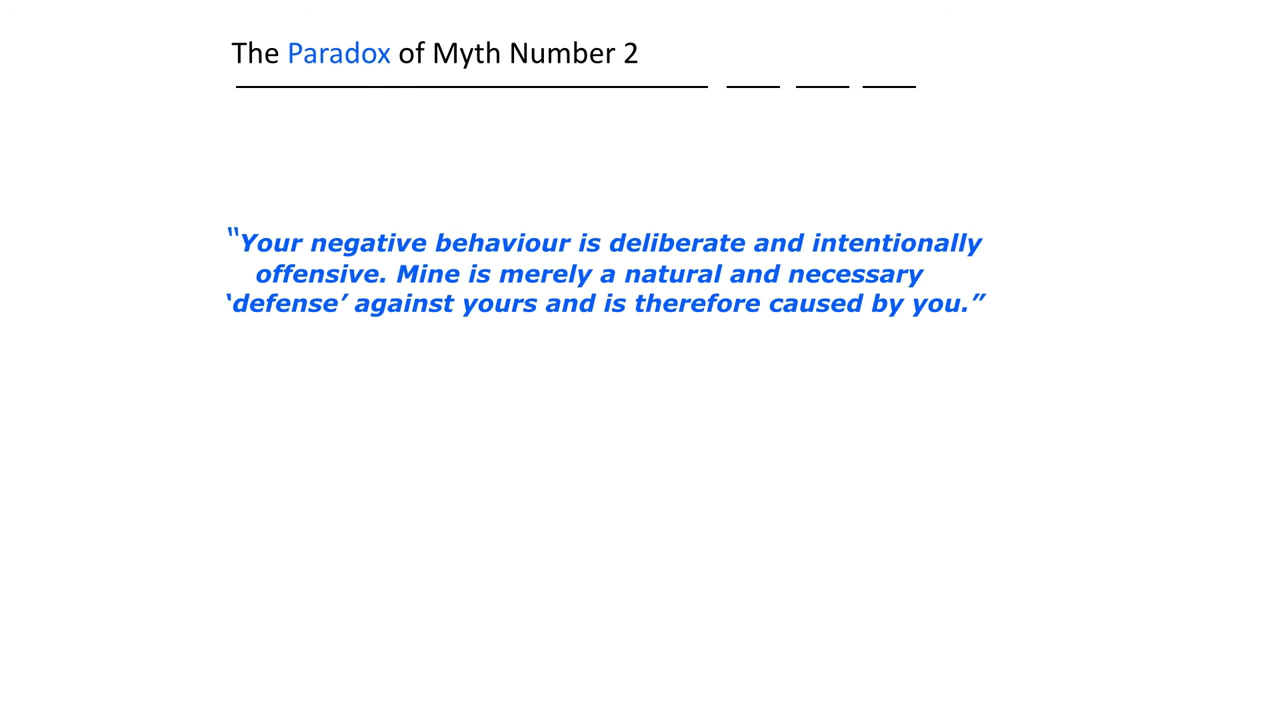 The Paradox of Myth Number 2
“Your negative behaviour is deliberate and intentionally
offensive. Mine is merely a natural and necessary
‘defense’ against yours and is therefore caused by you.”